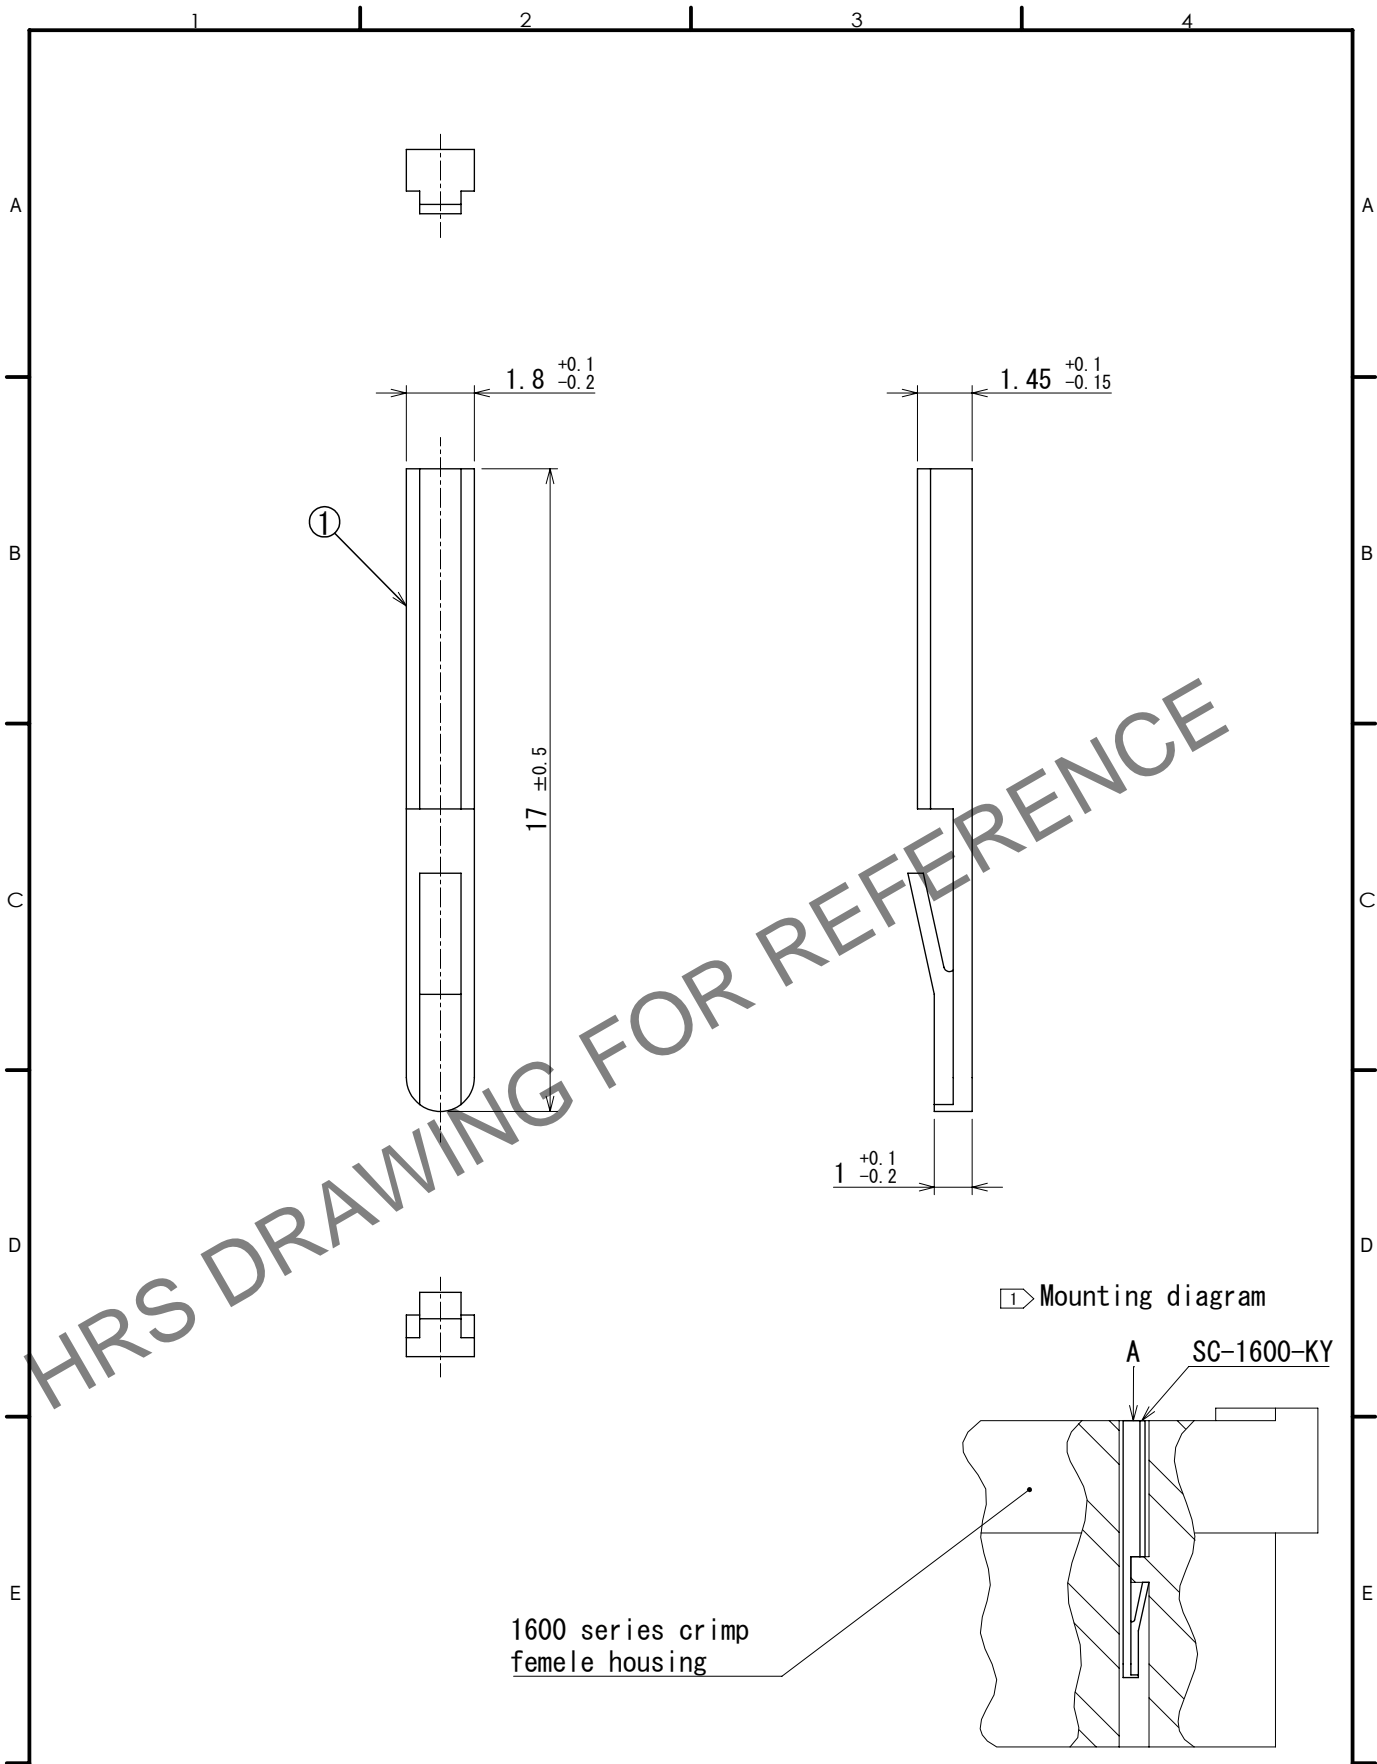 1 2 3 4
A A
+0.1
1.8 -0.2
+0.1
1.45 -0.15
①
B B
17 ±0.5
C C
+0.1
1 -0.2
D D
HRS DRAWING FOR REFERENCE
1 Mounting diagram
A SC-1600-KY
E E
1600 series crimp
femele housing